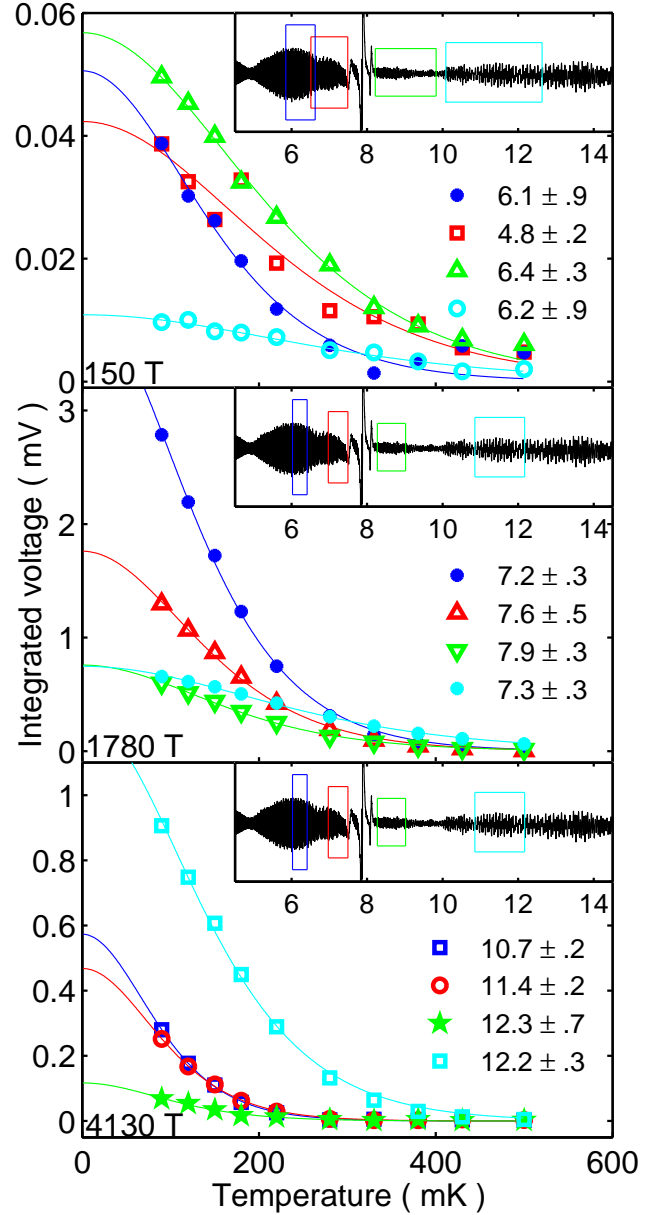 0.06
0.04
0.02
0
6 8 10 12 14
6.1 ± .9
4.8 ± .2
6.4 ± .3
6.2 ± .9
150 T
Integrated voltage ( mV )
3
2
1
0
6 8 10 12 14
7.2 ± .3
7.6 ± .5
7.9 ± .3
7.3 ± .3
1780 T
1
0.8
0.6
0.4
0.2
0
6 8 10 12 14
10.7 ± .2
11.4 ± .2
12.3 ± .7
12.2 ± .3
4130 T
0 200 400 600
Temperature ( mK )